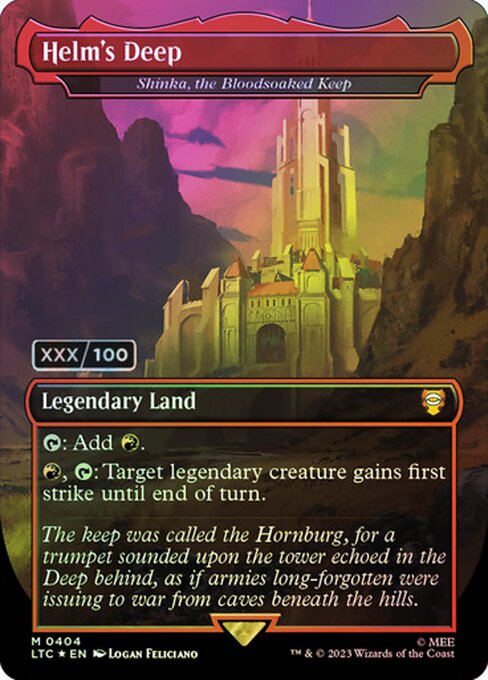 Helm's Deep
Shinka, the Bloodsoaked Keep
XXX/100
Legendary Land
: Add .
, : Target legendary creature gains first
strike until end of turn.
The keep was called the Hornburg, for a
trumpet sounded upon the tower echoed in the
Deep behind, as if armies long-forgotten were
issuing to war from caves beneath the hills.
M 0404
LTC ★ EN Logan Feliciano
© MEE
™ & © 2023 Wizards of the Coast